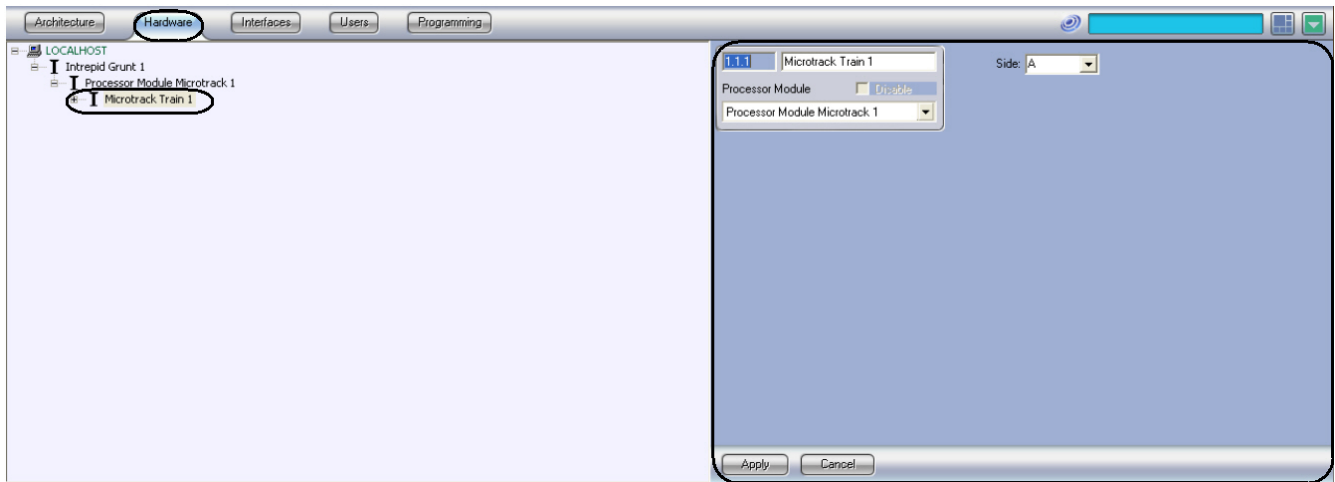 Architecture Hardware Interfaces Users Programming
LOCALHOST
Intrepid Grunt 1
Processor Module Microtrack 1
Microtrack Train 1
1.1.1 Microtrack Train 1 Side: A
Processor Module Disable
Processor Module Microtrack 1
Apply Cancel